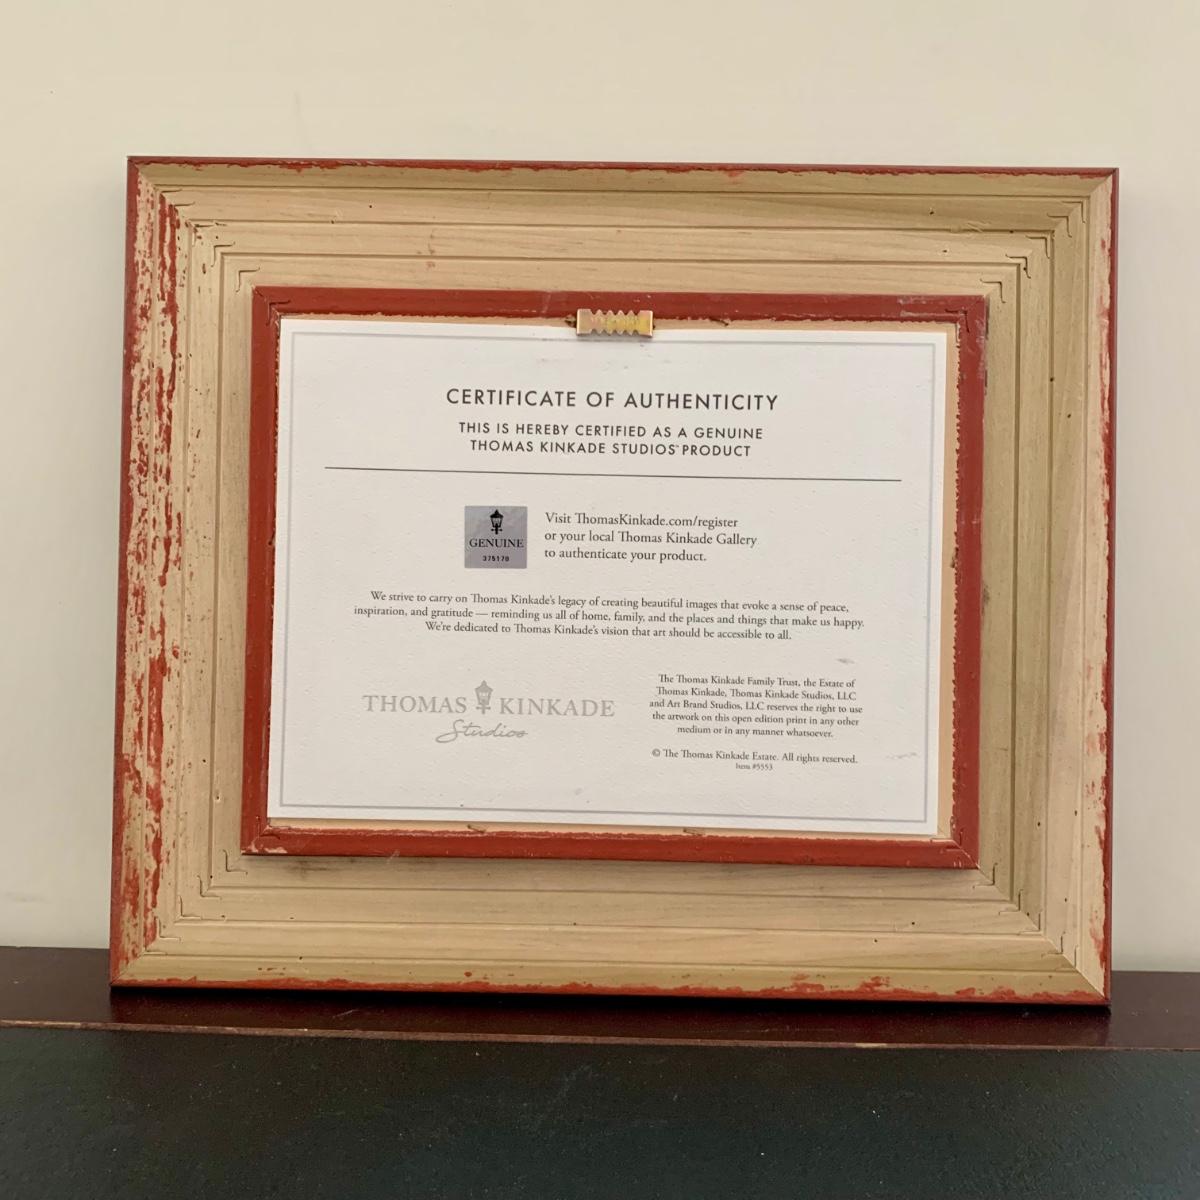 CERTIFICATE OF AUTHENTICITY
THIS IS HEREBY CERTIFIED AS A GENUINE
THOMAS KINKADE STUDIOS™ PRODUCT
GENUINE
375170
Visit ThomasKinkade.com/register
or your local Thomas Kinkade Gallery
to authenticate your product.
We strive to carry on Thomas Kinkade's legacy of creating beautiful images that evoke a sense of peace,
inspiration, and gratitude — reminding us all of home, family, and the places and things that make us happy.
We're dedicated to Thomas Kinkade's vision that art should be accessible to all.
THOMAS KINKADE
Studios
The Thomas Kinkade Family Trust, the Estate of
Thomas Kinkade, Thomas Kinkade Studios, LLC
and Art Brand Studios, LLC reserves the right to use
the artwork on this open edition print in any other
medium or in any manner whatsoever.
© The Thomas Kinkade Estate. All rights reserved.
Item #5553